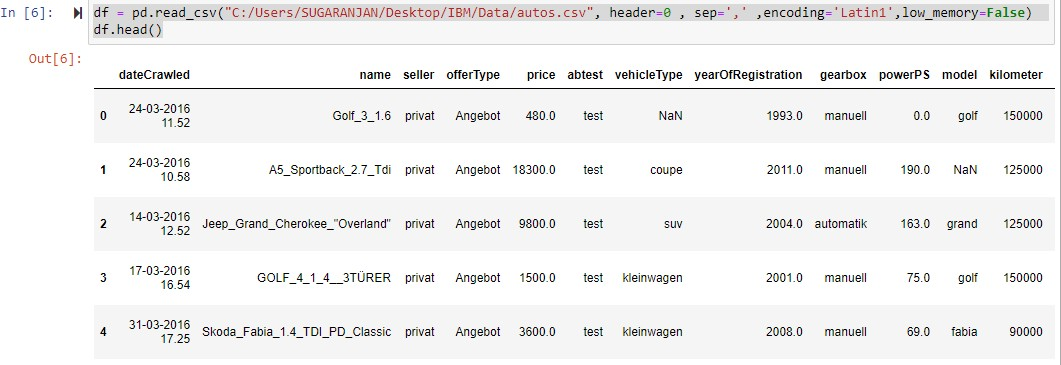 In [6]: df = pd.read_csv("C:/Users/SUGARANJAN/Desktop/IBM/Data/autos.csv", header=0 , sep=',' ,encoding='Latin1',low_memory=False)
df.head()
Out[6]:
dateCrawled name seller offerType price abtest vehicleType yearOfRegistration gearbox powerPS model kilometer
0 24-03-2016 11.52 Golf_3_1.6 privat Angebot 480.0 test NaN 1993.0 manuell 0.0 golf 150000
1 24-03-2016 10.58 A5_Sportback_2.7_Tdi privat Angebot 18300.0 test coupe 2011.0 manuell 190.0 NaN 125000
2 14-03-2016 12.52 Jeep_Grand_Cherokee_"Overland" privat Angebot 9800.0 test suv 2004.0 automatik 163.0 grand 125000
3 17-03-2016 16.54 GOLF_4_1_4__3TÜRER privat Angebot 1500.0 test kleinwagen 2001.0 manuell 75.0 golf 150000
4 31-03-2016 17.25 Skoda_Fabia_1.4_TDI_PD_Classic privat Angebot 3600.0 test kleinwagen 2008.0 manuell 69.0 fabia 90000